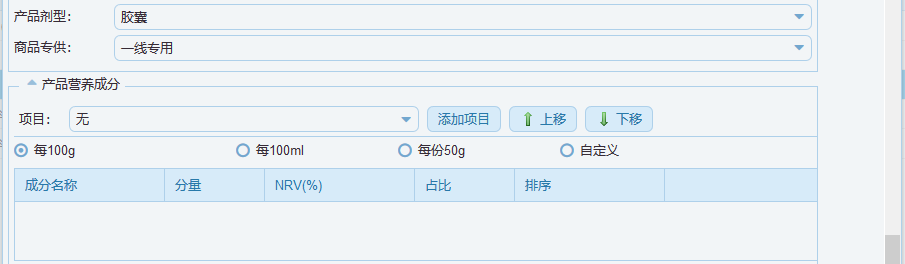 产品剂型： 胶囊
商品专供： 一线专用
产品营养成分
项目： 无 添加项目 上移 下移
每100g 每100ml 每份50g 自定义
成分名称 分量 NRV(%) 占比 排序